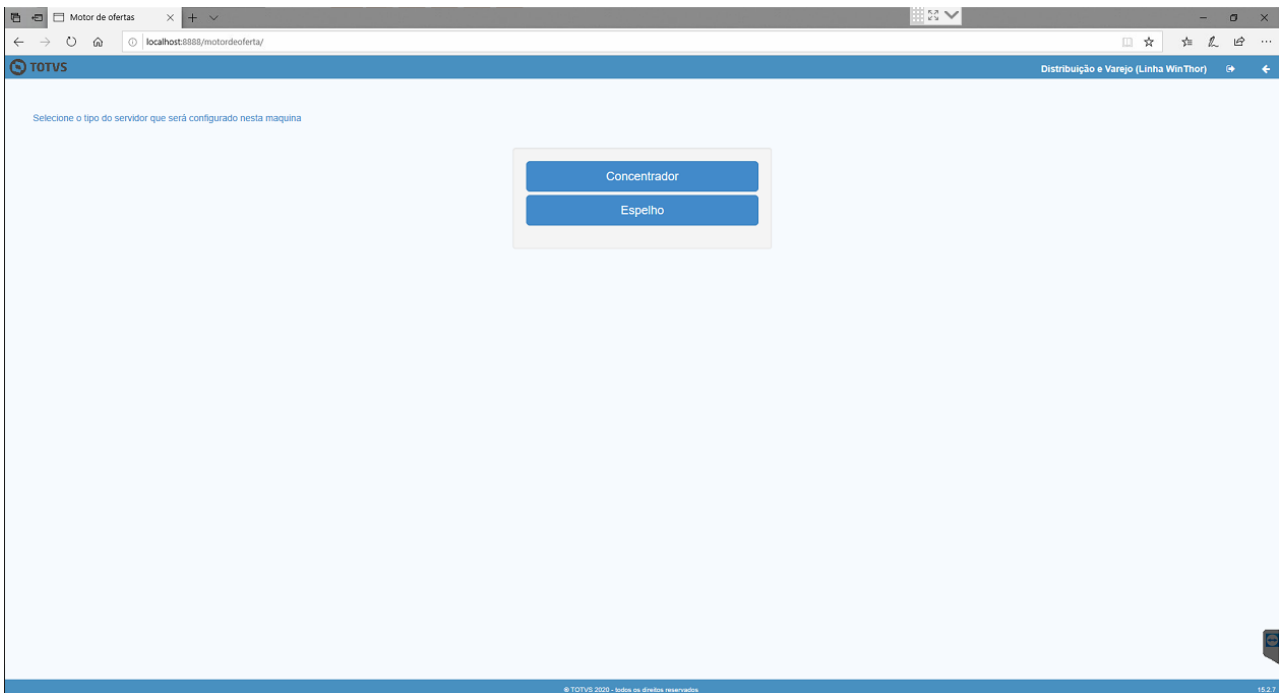 Motor de ofertas
localhost:8888/motordeoferta/
TOTVS
Distribuição e Varejo (Linha WinThor)
Selecione o tipo do servidor que será configurado nesta maquina
Concentrador
Espelho
© TOTVS 2020 - todos os direitos reservados
15.2.7